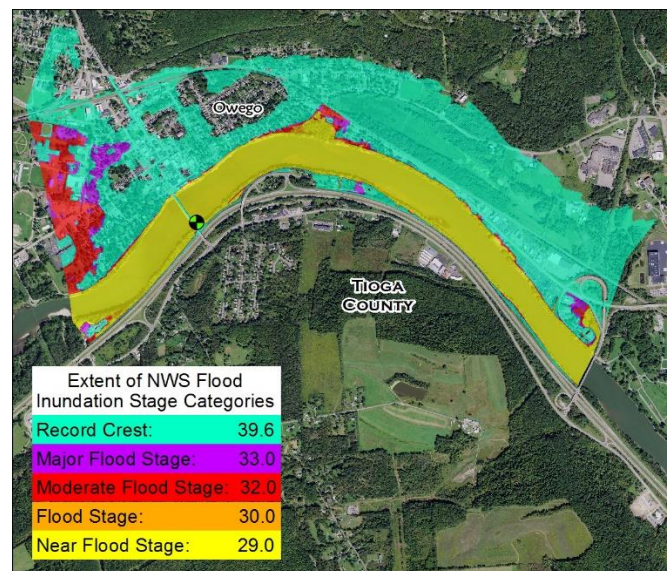 Owego
TIOGA
COUNTY
Extent of NWS Flood
Inundation Stage Categories
Record Crest: 39.6
Major Flood Stage: 33.0
Moderate Flood Stage: 32.0
Flood Stage: 30.0
Near Flood Stage: 29.0